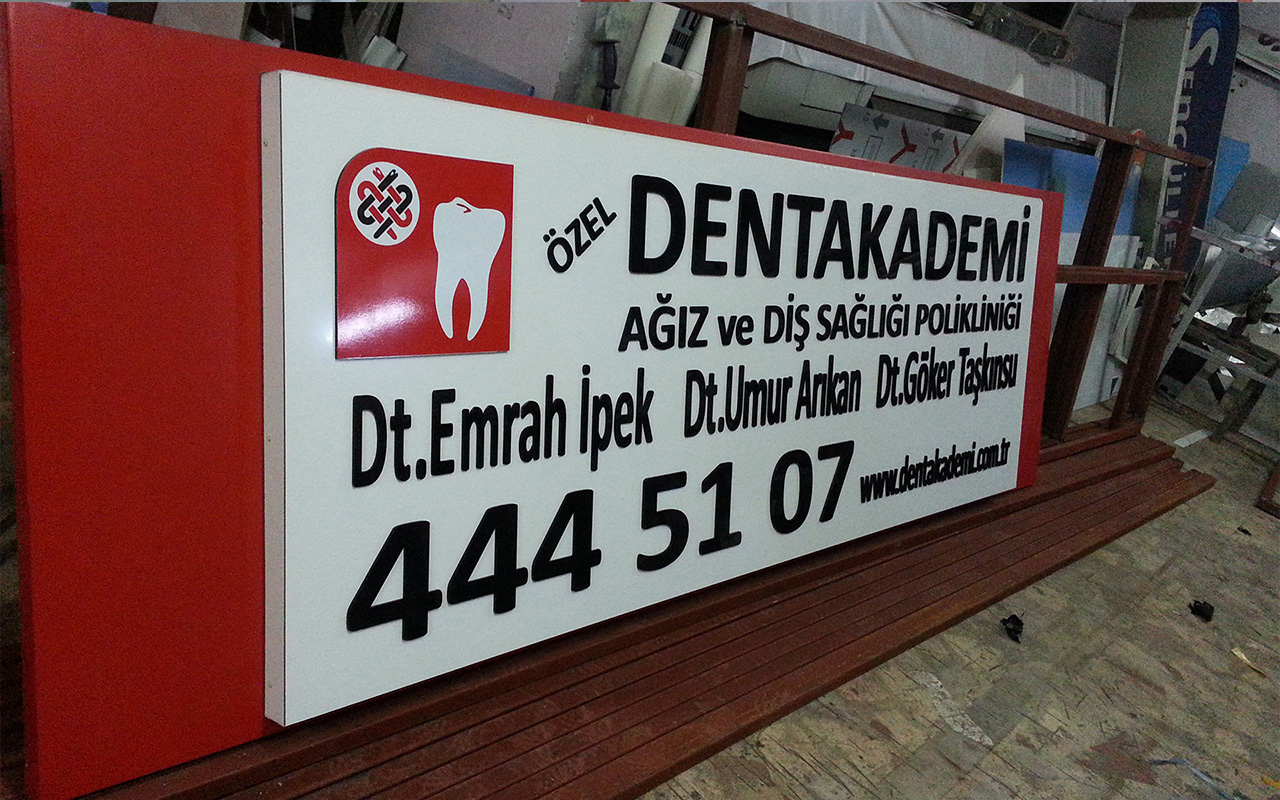 ÖZEL DENTAKADEMİ
AĞIZ ve DİŞ SAĞLIĞI POLİKLİNİĞİ
Dt.Emrah İpek Dt.Umur Arıkan Dt.Göker Taşkınsu
444 51 07 www.dentakademi.com.tr